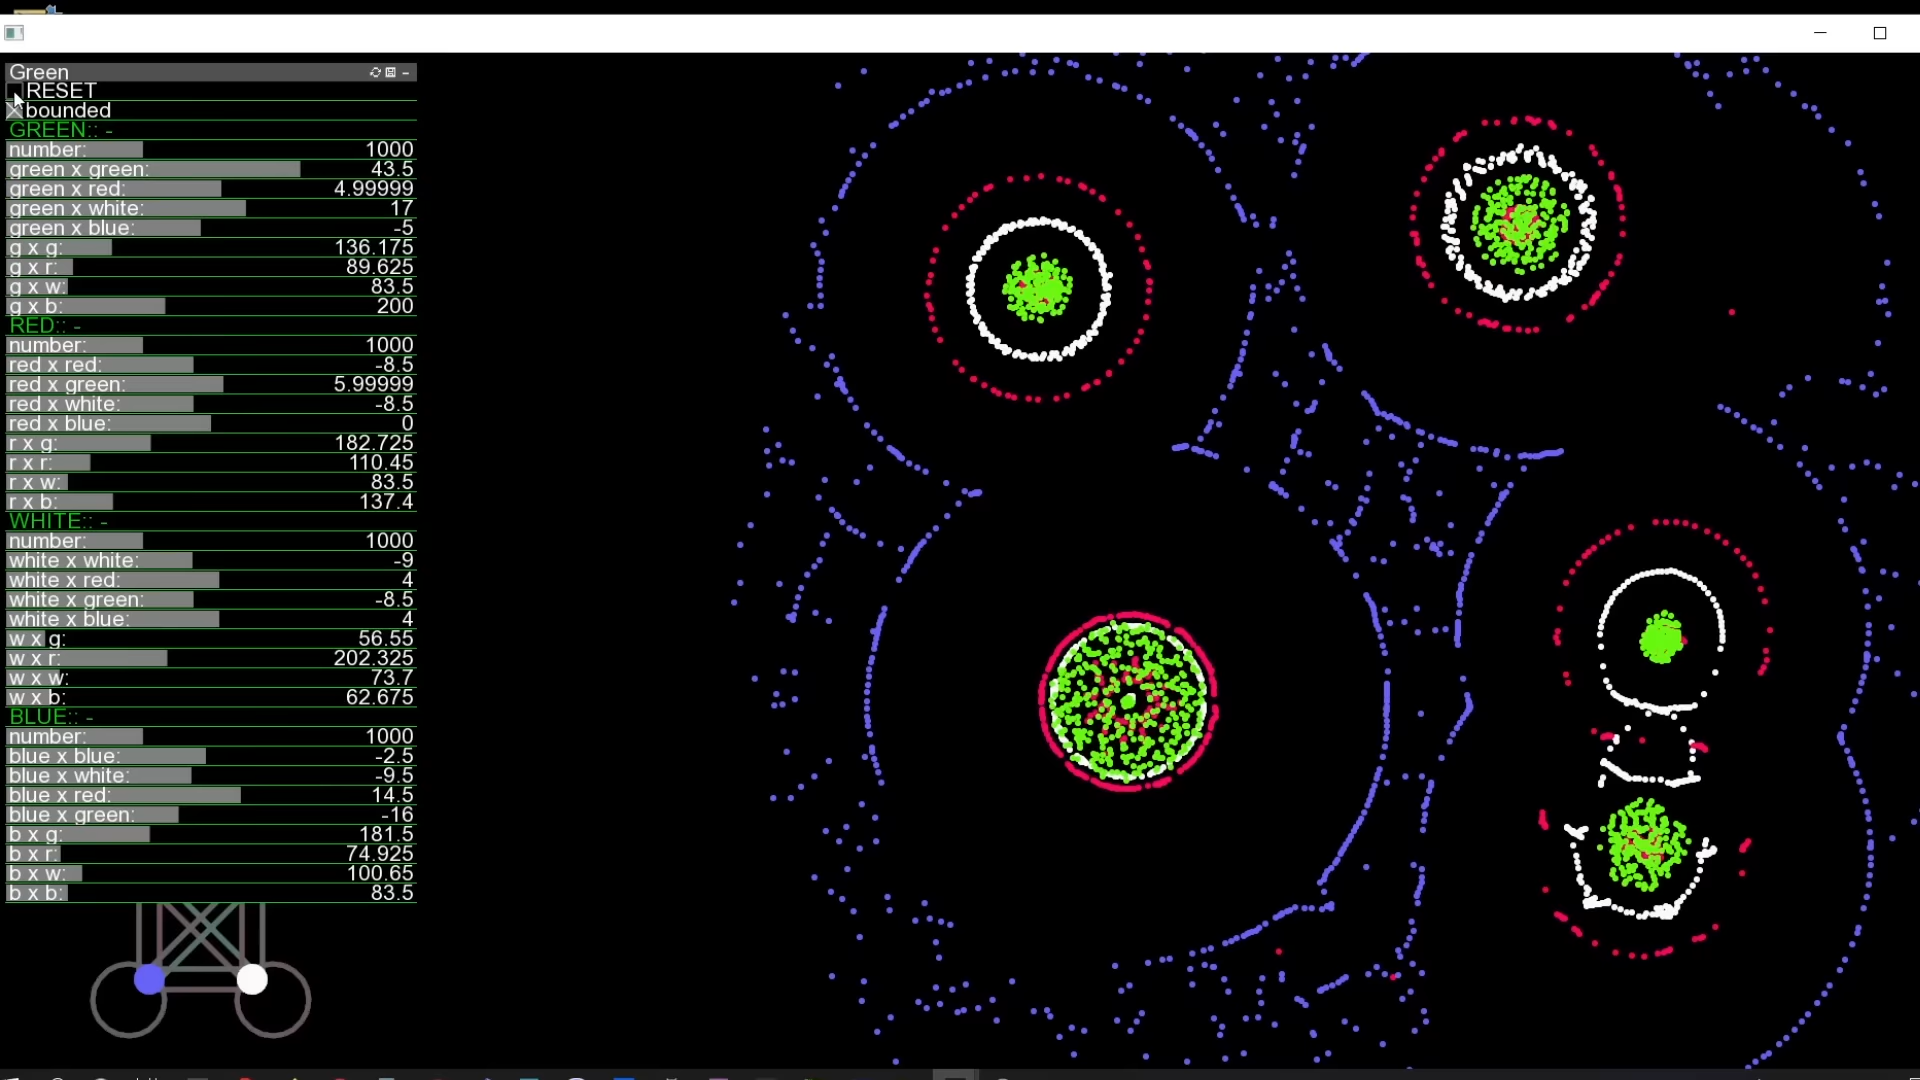 Green
RESET
bounded
GREEN:: -
number: 1000
green x green: 43.5
green x red: 4.99999
green x white: 17
green x blue: -5
g x g: 136.175
g x r: 89.625
g x w: 83.5
g x b: 200
RED:: -
number: 1000
red x red: -8.5
red x green: 5.99999
red x white: -8.5
red x blue: 0
r x g: 182.725
r x r: 110.45
r x w: 83.5
r x b: 137.4
WHITE:: -
number: 1000
white x white: -9
white x red: 4
white x green: -8.5
white x blue: 4
w x g: 56.55
w x r: 202.325
w x w: 73.7
w x b: 62.675
BLUE:: -
number: 1000
blue x blue: -2.5
blue x white: -9.5
blue x red: 14.5
blue x green: -16
b x g: 181.5
b x r: 74.925
b x w: 100.65
b x b: 83.5